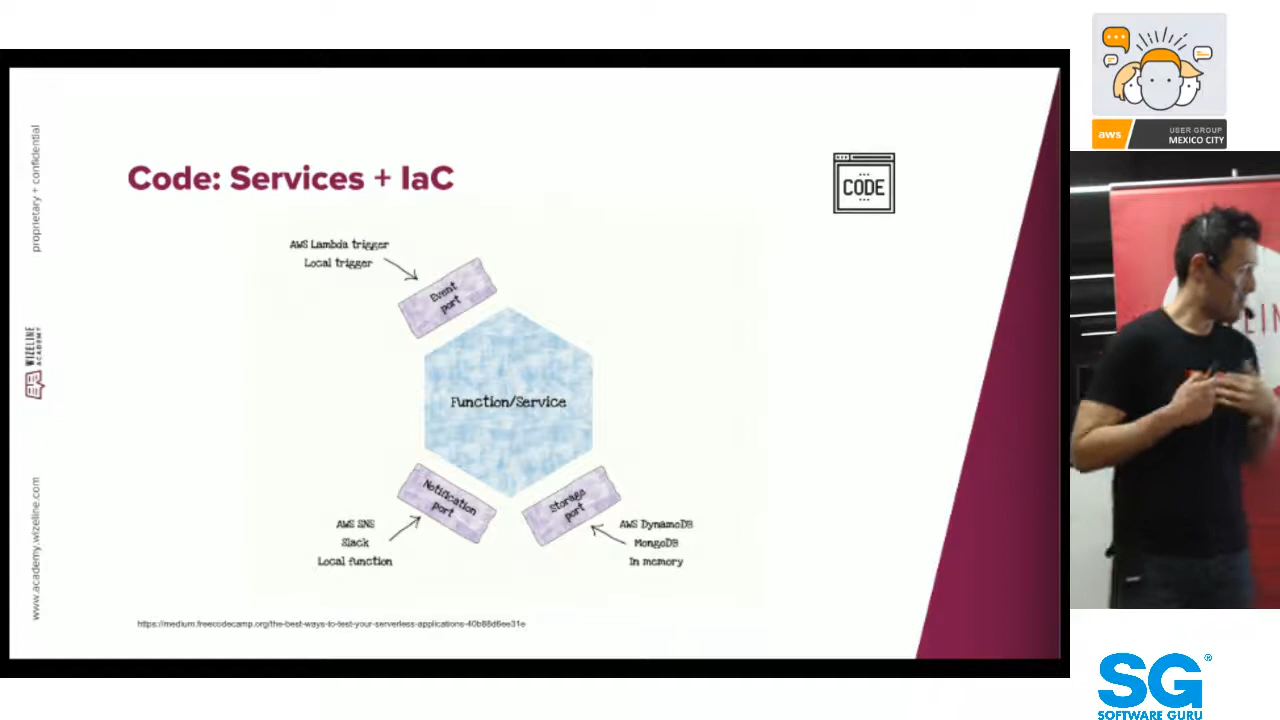 proprietary + confidential
WIZELINE
ACADEMY
www.academy.wizeline.com
Code: Services + IaC
CODE
AWS Lambda trigger
Local trigger
Event
port
Function/Service
Notification
port
Storage
port
AWS SNS
Slack
Local function
AWS DynamoDB
MongoDB
In memory
https://medium.freecodecamp.org/the-best-ways-to-test-your-serverless-applications-40b88d6ee31e
aws
USER GROUP
MEXICO CITY
SG®
SOFTWARE GURU